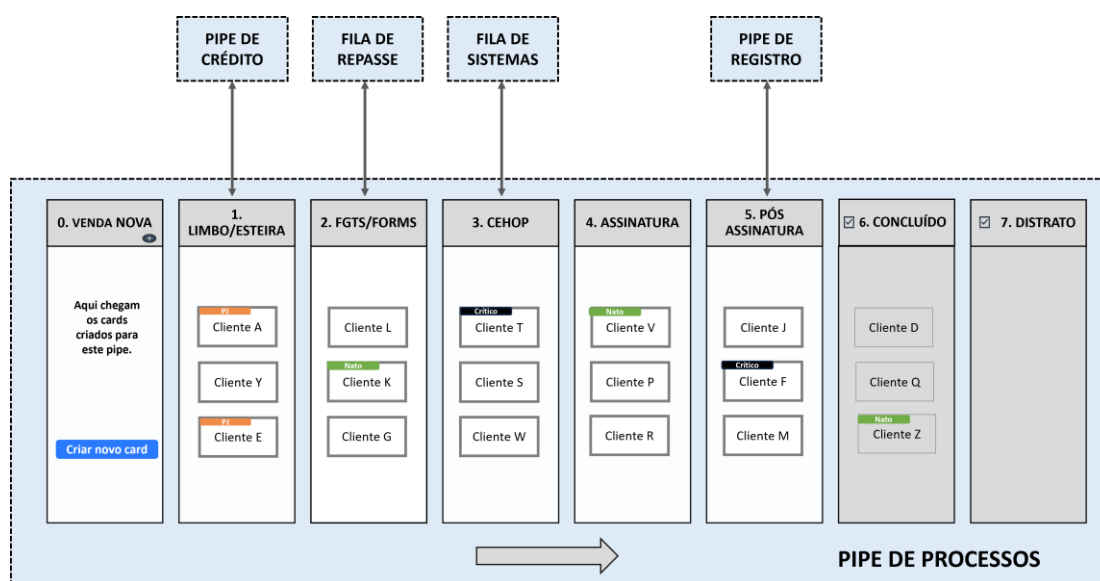 PIPE DE
CRÉDITO
FILA DE
REPASSE
FILA DE
SISTEMAS
PIPE DE
REGISTRO
0. VENDA NOVA
Aqui chegam
os cards
criados para
este pipe.
Criar novo card
1.
LIMBO/ESTEIRA
PJ
Cliente A
Cliente Y
PJ
Cliente E
2. FGTS/FORMS
Cliente L
Nato
Cliente K
Cliente G
3. CEHOP
Crítico
Cliente T
Cliente S
Cliente W
4. ASSINATURA
Nato
Cliente V
Cliente P
Cliente R
5. PÓS
ASSINATURA
Cliente J
Crítico
Cliente F
Cliente M
6. CONCLUÍDO
Cliente D
Cliente Q
Nato
Cliente Z
7. DISTRATO
PIPE DE PROCESSOS